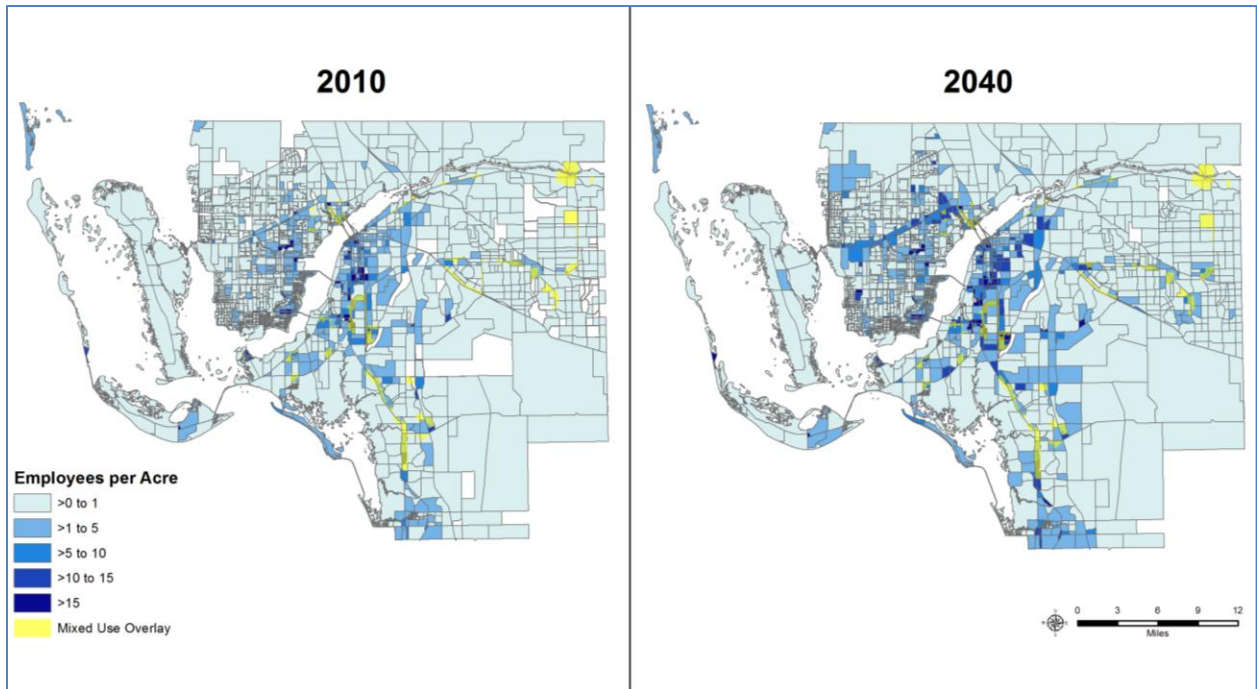 2010
2040
Employees per Acre
>0 to 1
>1 to 5
>5 to 10
>10 to 15
>15
Mixed Use Overlay
0 3 6 9 12
Miles